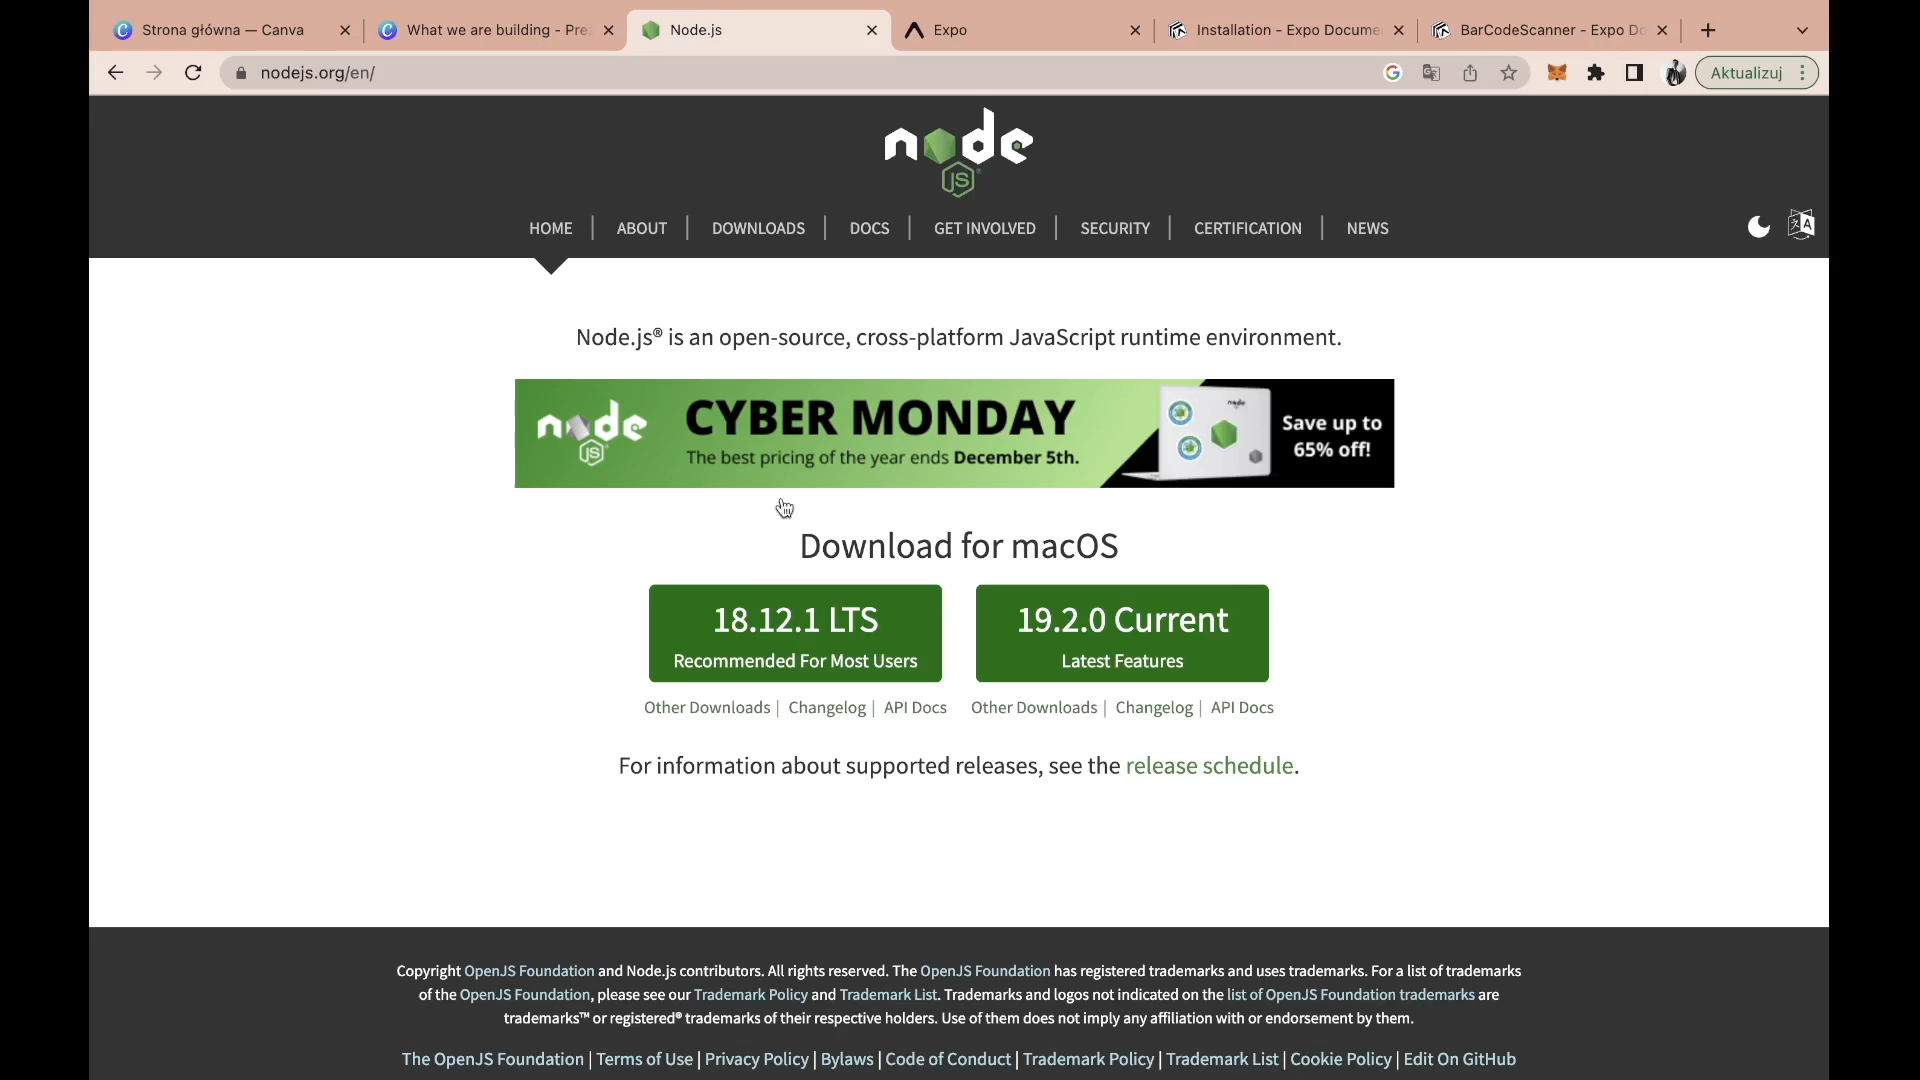 Strona główna — Canva
What we are building - Prez
Node.js
Expo
Installation - Expo Docume
BarCodeScanner - Expo Do
nodejs.org/en/
Aktualizuj
node
JS
HOME | ABOUT | DOWNLOADS | DOCS | GET INVOLVED | SECURITY | CERTIFICATION | NEWS
Node.js® is an open-source, cross-platform JavaScript runtime environment.
node
JS
CYBER MONDAY
The best pricing of the year ends December 5th.
node
Save up to
65% off!
Download for macOS
18.12.1 LTS
Recommended For Most Users
19.2.0 Current
Latest Features
Other Downloads | Changelog | API Docs
Other Downloads | Changelog | API Docs
For information about supported releases, see the release schedule.
Copyright OpenJS Foundation and Node.js contributors. All rights reserved. The OpenJS Foundation has registered trademarks and uses trademarks. For a list of trademarks
of the OpenJS Foundation, please see our Trademark Policy and Trademark List. Trademarks and logos not indicated on the list of OpenJS Foundation trademarks are
trademarks™ or registered® trademarks of their respective holders. Use of them does not imply any affiliation with or endorsement by them.
The OpenJS Foundation | Terms of Use | Privacy Policy | Bylaws | Code of Conduct | Trademark Policy | Trademark List | Cookie Policy | Edit On GitHub